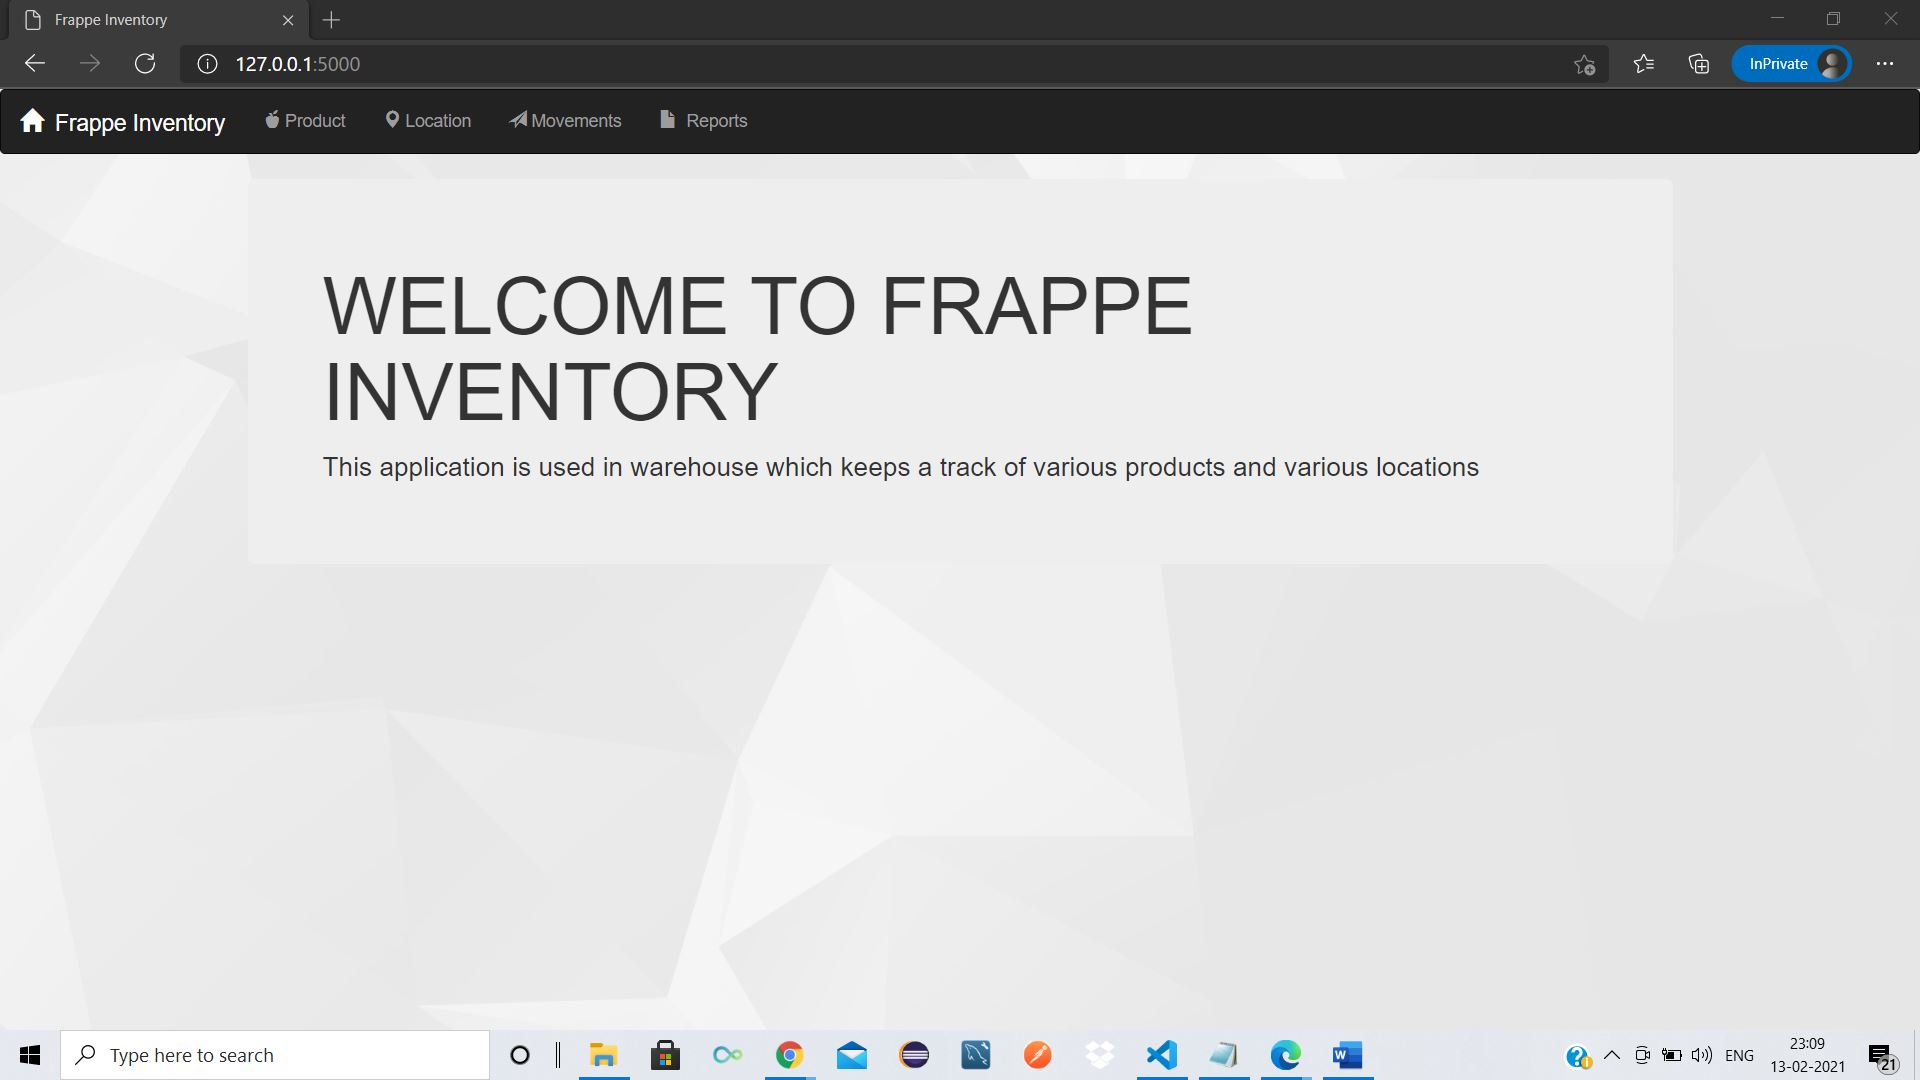 Frappe Inventory
127.0.0.1:5000
InPrivate
Frappe Inventory Product Location Movements Reports
WELCOME TO FRAPPE
INVENTORY
This application is used in warehouse which keeps a track of various products and various locations
Type here to search
W
ENG
23:09
13-02-2021
21